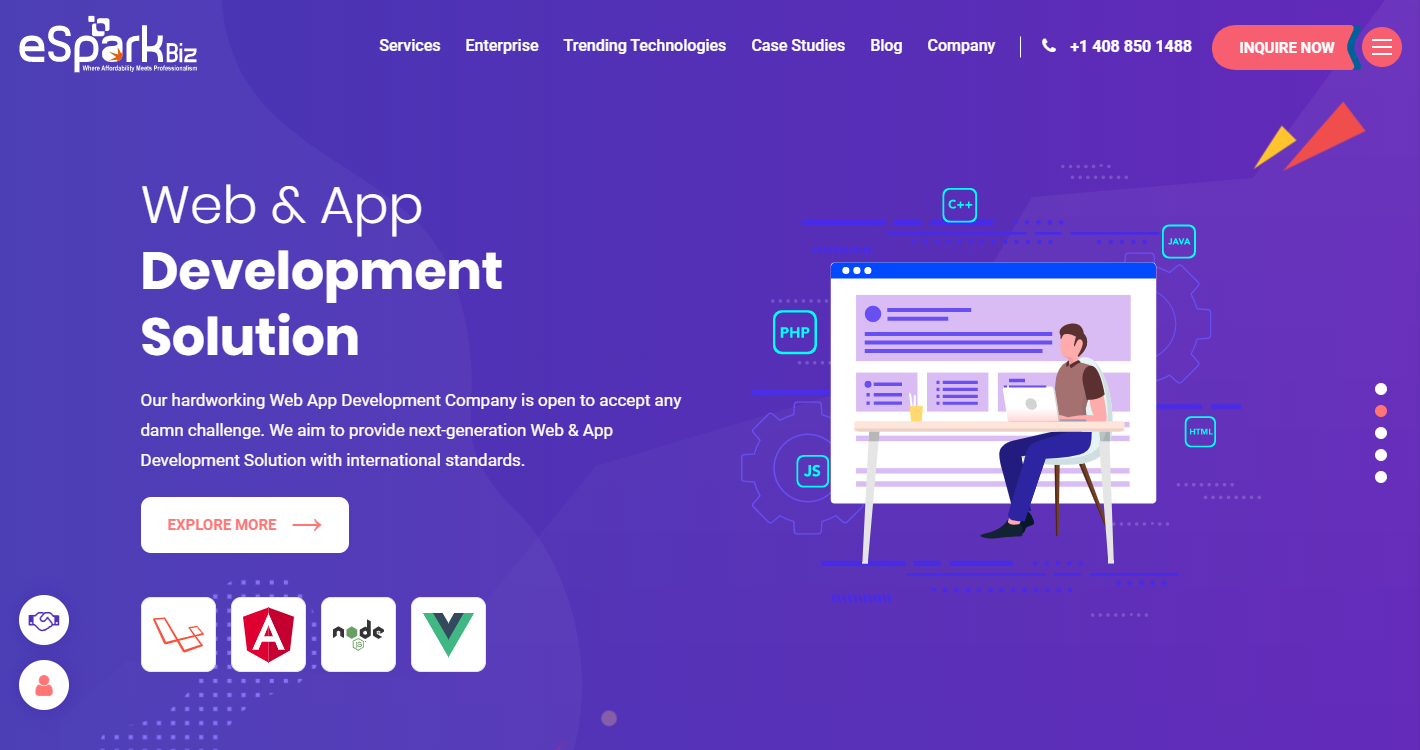 eSparkBiz
Where Affordability Meets Professionalism
Services Enterprise Trending Technologies Case Studies Blog Company +1 408 850 1488 INQUIRE NOW
Web & App
Development
Solution
Our hardworking Web App Development Company is open to accept any
damn challenge. We aim to provide next-generation Web & App
Development Solution with international standards.
EXPLORE MORE
A
node
JS
C++
JAVA
PHP
HTML
JS